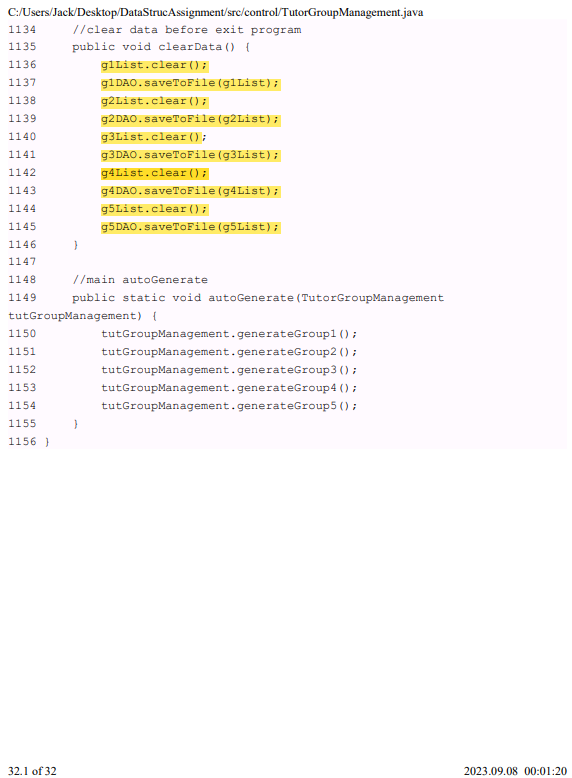 C:/Users/Jack/Desktop/DataStrucAssignment/src/control/TutorGroupManagement.java
1134     //clear data before exit program
1135     public void clearData() {
1136         g1List.clear();
1137         g1DAO.saveToFile(g1List);
1138         g2List.clear();
1139         g2DAO.saveToFile(g2List);
1140         g3List.clear();
1141         g3DAO.saveToFile(g3List);
1142         g4List.clear();
1143         g4DAO.saveToFile(g4List);
1144         g5List.clear();
1145         g5DAO.saveToFile(g5List);
1146     }
1147
1148     //main autoGenerate
1149     public static void autoGenerate(TutorGroupManagement
tutGroupManagement) {
1150         tutGroupManagement.generateGroup1();
1151         tutGroupManagement.generateGroup2();
1152         tutGroupManagement.generateGroup3();
1153         tutGroupManagement.generateGroup4();
1154         tutGroupManagement.generateGroup5();
1155     }
1156 }
32.1 of 32 2023.09.08 00:01:20